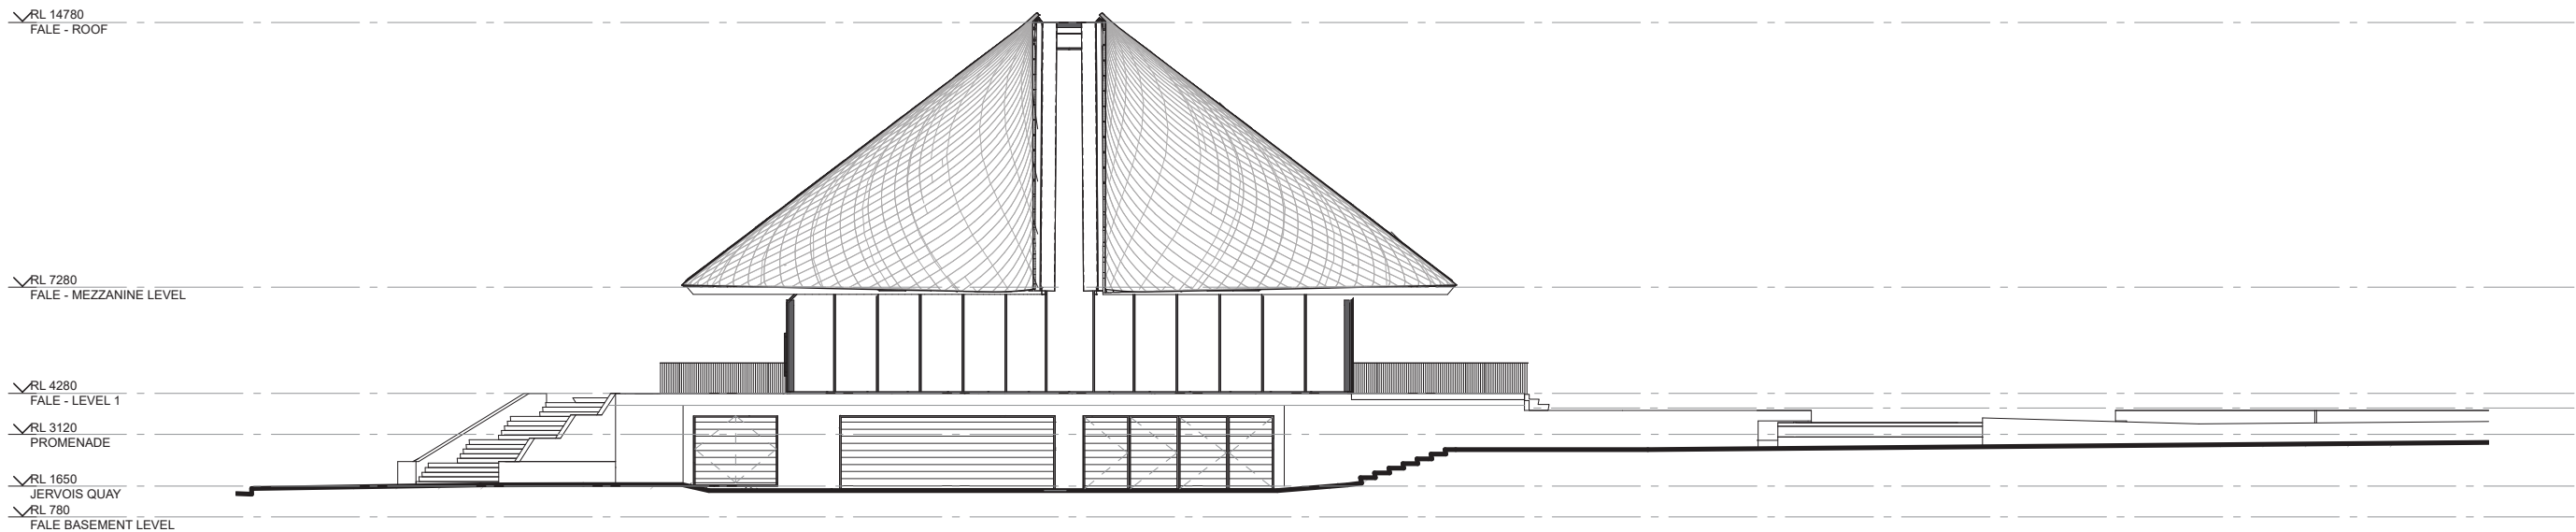 RL 14780
FALE - ROOF
RL 7280
FALE - MEZZANINE LEVEL
RL 4280
FALE - LEVEL 1
RL 3120
PROMENADE
RL 1650
JERVOIS QUAY
RL 780
FALE BASEMENT LEVEL